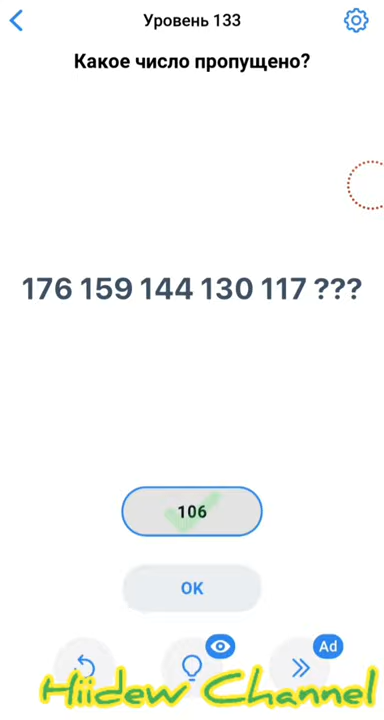 Уровень 133
Какое число пропущено?
176 159 144 130 117 ???
106
OK
Ad
Hiidew Channel